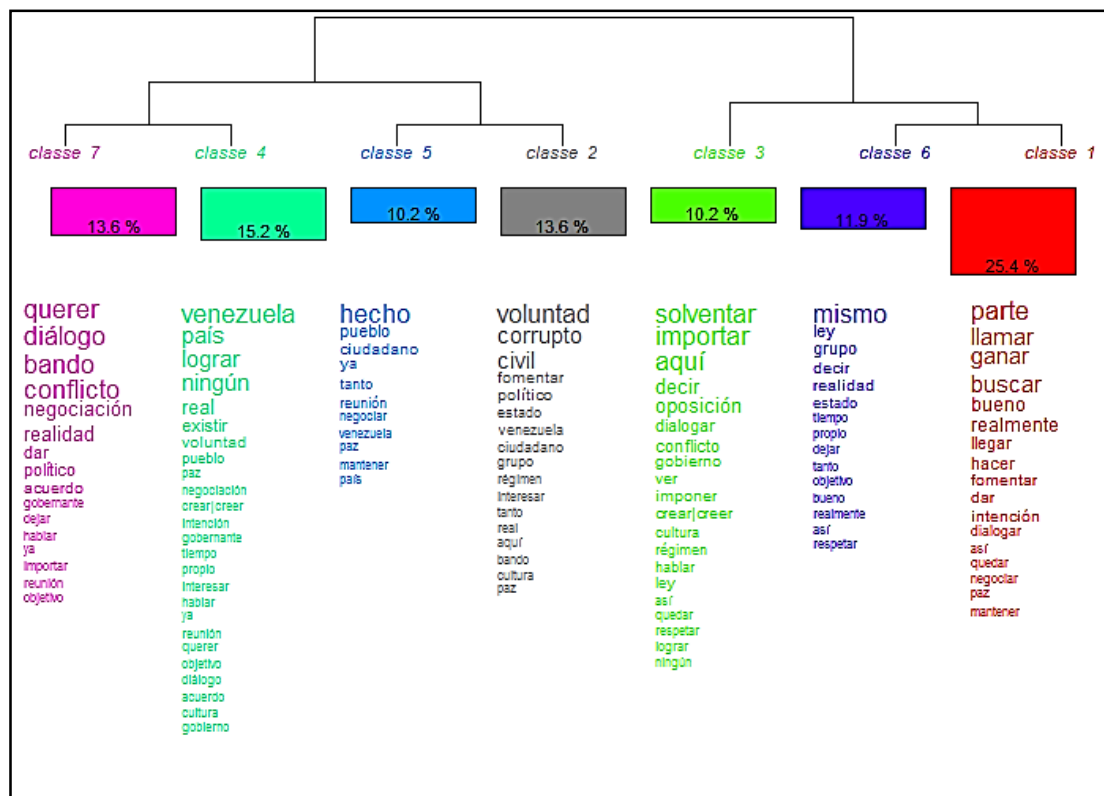 classe 7
classe 4
classe 5
classe 2
classe 3
classe 6
classe 1
13.6 %
15.2 %
10.2 %
13.6 %
10.2 %
11.9 %
25.4 %
querer
diálogo
bando
conflicto
negociación
realidad
dar
político
acuerdo
gobernante
dejar
hablar
ya
importar
reunión
objetivo
venezuela
país
lograr
ningún
real
existir
voluntad
pueblo
paz
negociación
crear|creer
intención
gobernante
tiempo
propio
interesar
hablar
ya
reunión
querer
objetivo
diálogo
acuerdo
cultura
gobierno
hecho
pueblo
ciudadano
ya
tanto
reunión
negociar
venezuela
paz
mantener
país
voluntad
corrupto
civil
fomentar
político
estado
venezuela
ciudadano
grupo
régimen
interesar
tanto
real
aquí
bando
cultura
paz
solventar
importar
aquí
decir
oposición
dialogar
conflicto
gobierno
ver
imponer
crear|creer
cultura
régimen
hablar
ley
así
quedar
respetar
lograr
ningún
mismo
ley
grupo
decir
realidad
estado
tiempo
propio
dejar
tanto
objetivo
bueno
realmente
así
respetar
parte
llamar
ganar
buscar
bueno
realmente
llegar
hacer
fomentar
dar
intención
dialogar
así
quedar
negociar
paz
mantener